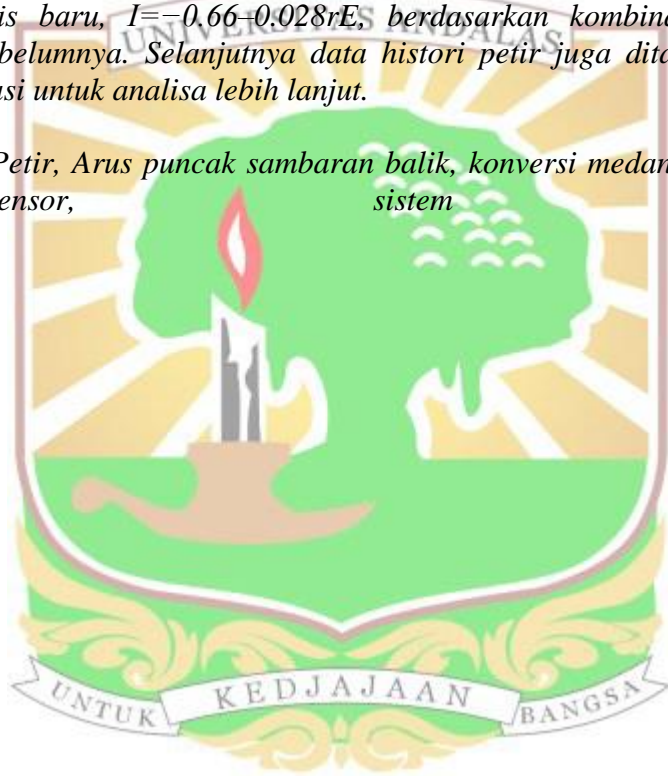 is baru, I=−0.66–0.028rE, berdasarkan kombina
belumnya. Selanjutnya data histori petir juga dita
si untuk analisa lebih lanjut.
Petir, Arus puncak sambaran balik, konversi medan
ensor, sistem
UNIVERSITAS ANDALAS
UNTUK KEDJAJAAN BANGSA